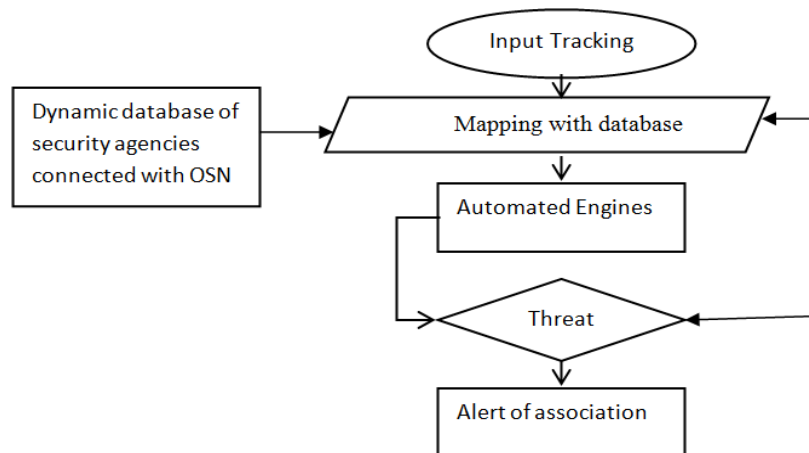 Input Tracking
Dynamic database of
security agencies
connected with OSN
Mapping with database
Automated Engines
Threat
Alert of association